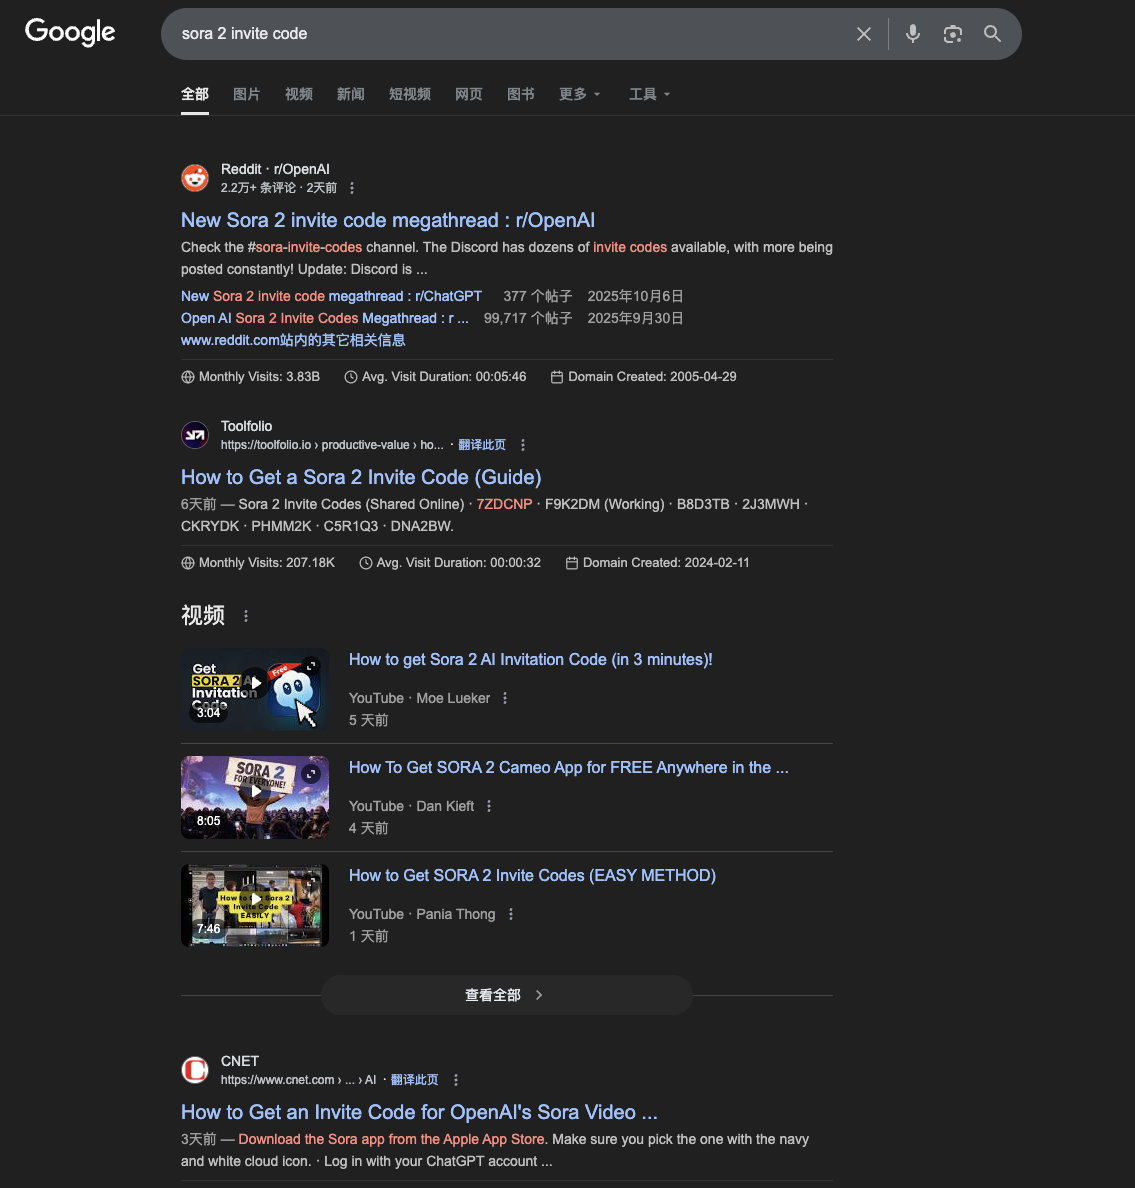 Google
sora 2 invite code
全部 图片 视频 新闻 短视频 网页 图书 更多 工具
Reddit · r/OpenAI
2.2万+ 条评论 · 2天前
New Sora 2 invite code megathread : r/OpenAI
Check the #sora-invite-codes channel. The Discord has dozens of invite codes available, with more being
posted constantly! Update: Discord is ...
New Sora 2 invite code megathread : r/ChatGPT 377 个帖子 2025年10月6日
Open AI Sora 2 Invite Codes Megathread : r ... 99,717 个帖子 2025年9月30日
www.reddit.com站内的其它相关信息
Monthly Visits: 3.83B Avg. Visit Duration: 00:05:46 Domain Created: 2005-04-29
Toolfolio
https://toolfolio.io › productive-value › ho... · 翻译此页
How to Get a Sora 2 Invite Code (Guide)
6天前 — Sora 2 Invite Codes (Shared Online) · 7ZDCNP · F9K2DM (Working) · B8D3TB · 2J3MWH ·
CKRYDK · PHMM2K · C5R1Q3 · DNA2BW.
Monthly Visits: 207.18K Avg. Visit Duration: 00:00:32 Domain Created: 2024-02-11
视频
Get
SORA 2 AI
Invitation
Code
Free
3:04
How to get Sora 2 AI Invitation Code (in 3 minutes)!
YouTube · Moe Lueker
5 天前
SORA 2
FOR EVERYONE!
8:05
How To Get SORA 2 Cameo App for FREE Anywhere in the ...
YouTube · Dan Kieft
4 天前
How to Get Sora 2
Invite Code
EASILY
7:46
How to Get SORA 2 Invite Codes (EASY METHOD)
YouTube · Pania Thong
1 天前
查看全部
CNET
https://www.cnet.com › ... › AI · 翻译此页
How to Get an Invite Code for OpenAI's Sora Video ...
3天前 — Download the Sora app from the Apple App Store. Make sure you pick the one with the navy
and white cloud icon. · Log in with your ChatGPT account ...